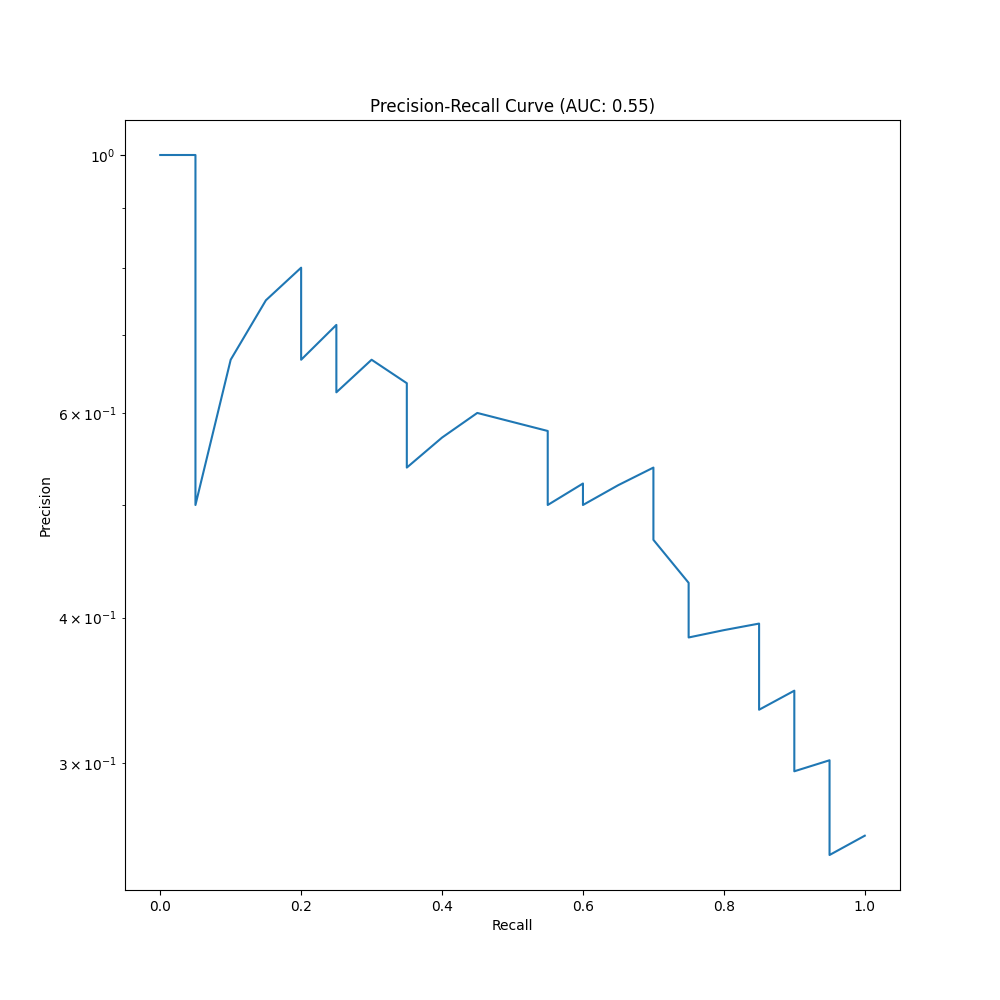 Precision-Recall Curve (AUC: 0.55)
10⁰
6 × 10⁻¹
4 × 10⁻¹
3 × 10⁻¹
Precision
0.0 0.2 0.4 0.6 0.8 1.0
Recall